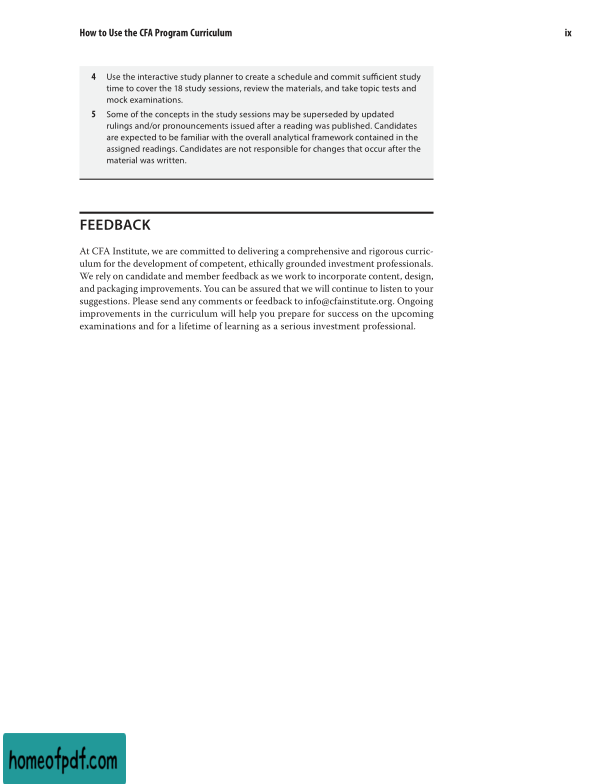 How to Use the CFA Program Curriculum ix
4 Use the interactive study planner to create a schedule and commit sufficient study
time to cover the 18 study sessions, review the materials, and take topic tests and
mock examinations.
5 Some of the concepts in the study sessions may be superseded by updated
rulings and/or pronouncements issued after a reading was published. Candidates
are expected to be familiar with the overall analytical framework contained in the
assigned readings. Candidates are not responsible for changes that occur after the
material was written.
FEEDBACK
At CFA Institute, we are committed to delivering a comprehensive and rigorous curric-
ulum for the development of competent, ethically grounded investment professionals.
We rely on candidate and member feedback as we work to incorporate content, design,
and packaging improvements. You can be assured that we will continue to listen to your
suggestions. Please send any comments or feedback to info@cfainstitute.org. Ongoing
improvements in the curriculum will help you prepare for success on the upcoming
examinations and for a lifetime of learning as a serious investment professional.
homeofpdf.com